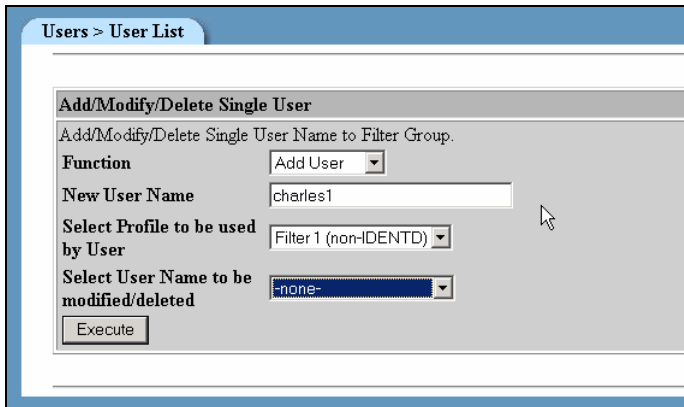 Users > User List
Add/Modify/Delete Single User
Add/Modify/Delete Single User Name to Filter Group.
Function Add User
New User Name charles1
Select Profile to be used
by User Filter 1 (non-IDENTD)
Select User Name to be
modified/deleted -none-
Execute